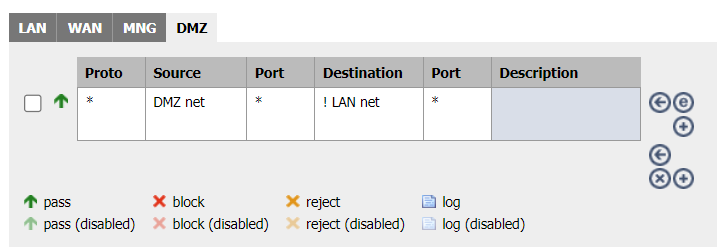 LAN WAN MNG DMZ
Proto Source Port Destination Port Description
* DMZ net * ! LAN net *
e
pass block reject log
pass (disabled) block (disabled) reject (disabled) log (disabled)